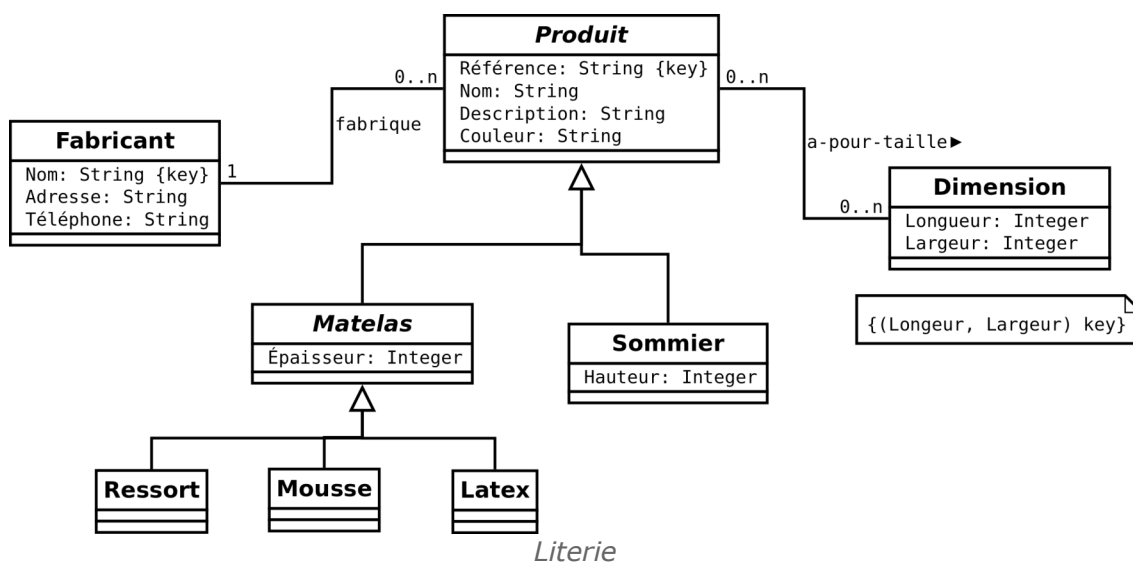 Produit
Référence: String {key}
Nom: String
Description: String
Couleur: String
0..n
0..n
fabrique
a-pour-taille►
Fabricant
Nom: String {key}
Adresse: String
Téléphone: String
1
0..n
Dimension
Longueur: Integer
Largeur: Integer
{(Longeur, Largeur) key}
Matelas
Épaisseur: Integer
Sommier
Hauteur: Integer
Ressort
Mousse
Latex
Literie